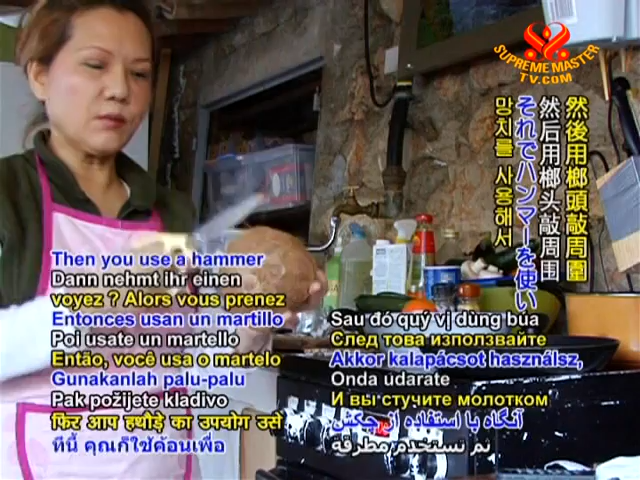 SUPREME MASTER
TV.COM
然後用榔頭敲周圍
然后用榔头敲周围
それでハンマーを使い
망치를 사용해서
Then you use a hammer
Dann nehmt ihr einen
voyez ? Alors vous prenez
Entonces usan un martillo
Poi usate un martello
Então, você usa o martelo
Gunakanlah palu-palu
Pak požijete kladivo
फिर आप हथौड़े का उपयोग उसे
ทีนี้ คุณก็ใช้ค้อนเพื่อ
Sau đó quý vị dùng búa
След това използвайте
Akkor kalapácsot használsz,
Onda udarate
И вы стучите молотком
آنگاه با استفاده از چکش
ثم تستخدم مطرقة